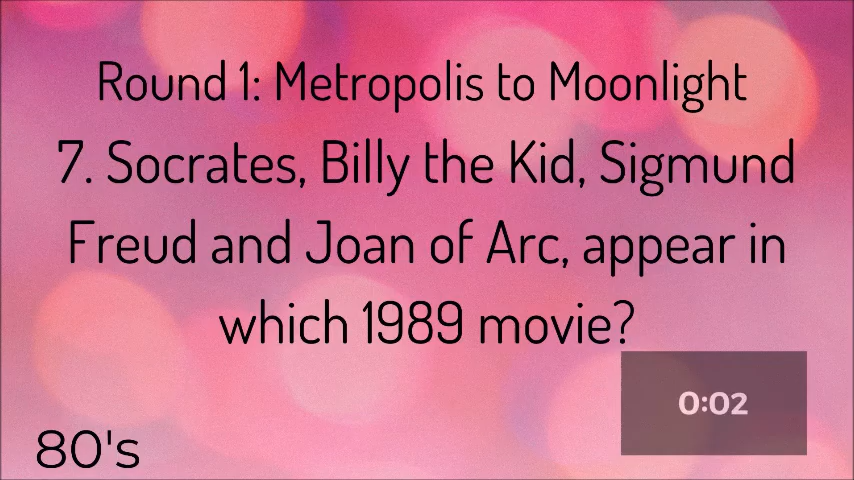 Round 1: Metropolis to Moonlight
7. Socrates, Billy the Kid, Sigmund
Freud and Joan of Arc, appear in
which 1989 movie?
0:02
80's